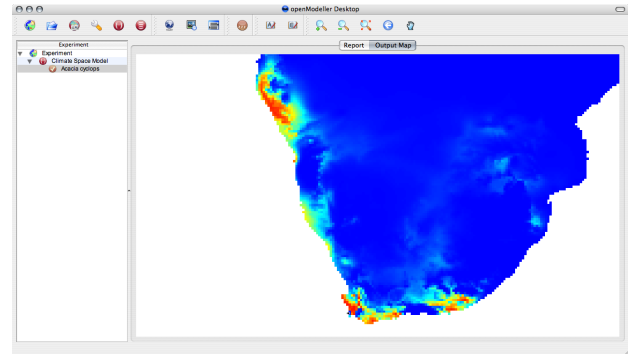 openModeller Desktop
Experiment
Report
Output Map
Experiment
Climate Space Model
Acacia cyclops